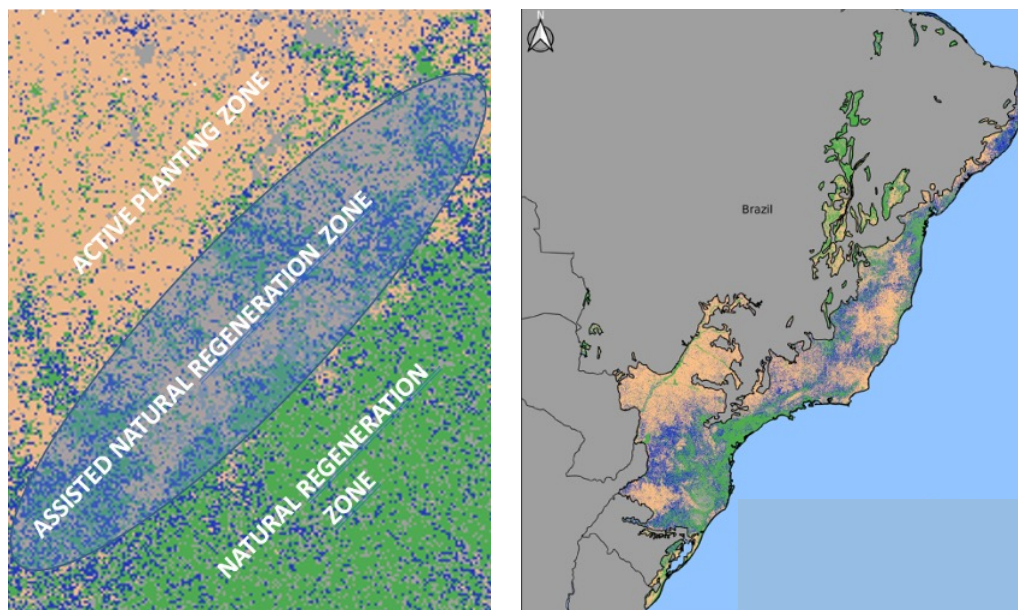 ACTIVE PLANTING ZONE
ASSISTED NATURAL REGENERATION ZONE
NATURAL REGENERATION
ZONE
N
Brazil